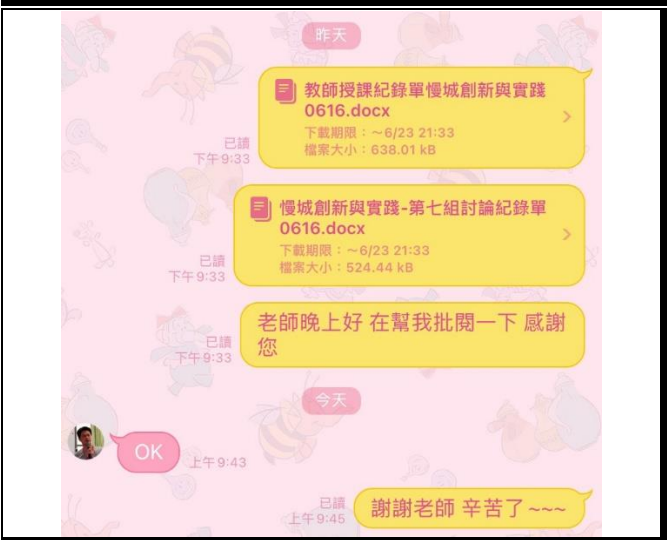 昨天
教師授課紀錄單慢城創新與實踐
0616.docx
下載期限：～6/23 21:33
檔案大小：638.01 kB
已讀
下午9:33
慢城創新與實踐-第七組討論紀錄單
0616.docx
下載期限：～6/23 21:33
檔案大小：524.44 kB
已讀
下午9:33
老師晚上好 在幫我批閱一下 感謝
您
已讀
下午9:33
今天
OK
上午9:43
謝謝老師 辛苦了~~~
已讀
上午9:45